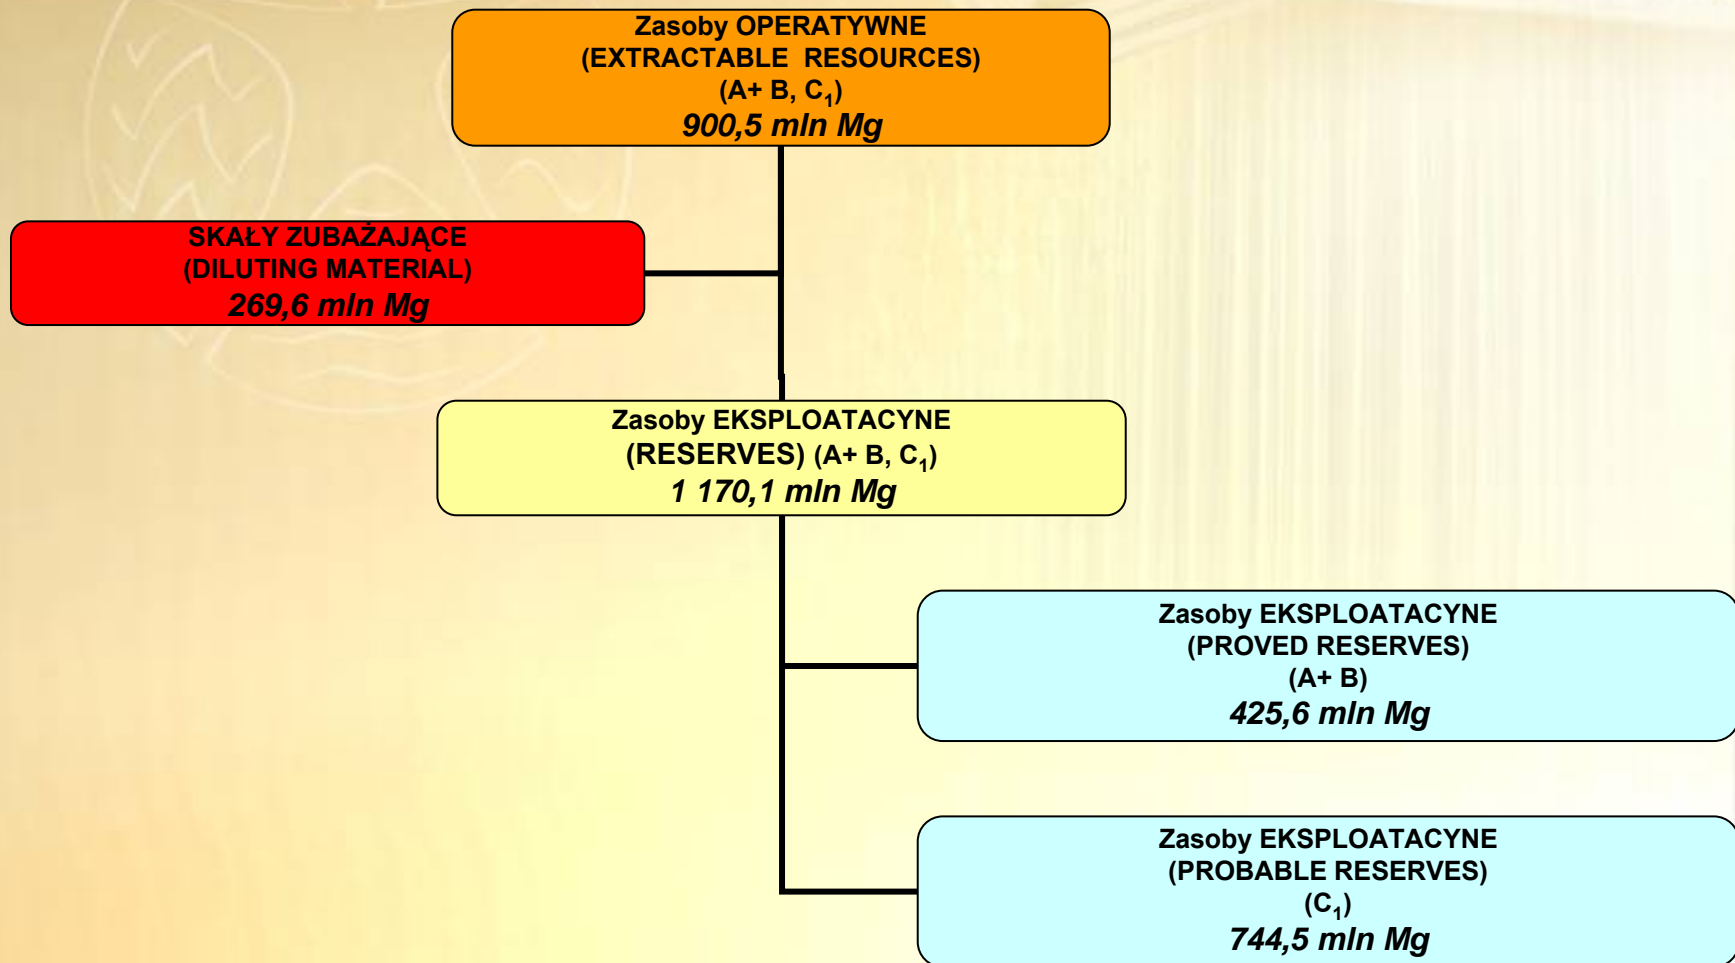 Zasoby OPERATYWNE
(EXTRACTABLE RESOURCES)
(A+ B, C₁)
900,5 mln Mg
SKAŁY ZUBAŻAJĄCE
(DILUTING MATERIAL)
269,6 mln Mg
Zasoby EKSPLOATACYNE
(RESERVES) (A+ B, C₁)
1 170,1 mln Mg
Zasoby EKSPLOATACYNE
(PROVED RESERVES)
(A+ B)
425,6 mln Mg
Zasoby EKSPLOATACYNE
(PROBABLE RESERVES)
(C₁)
744,5 mln Mg